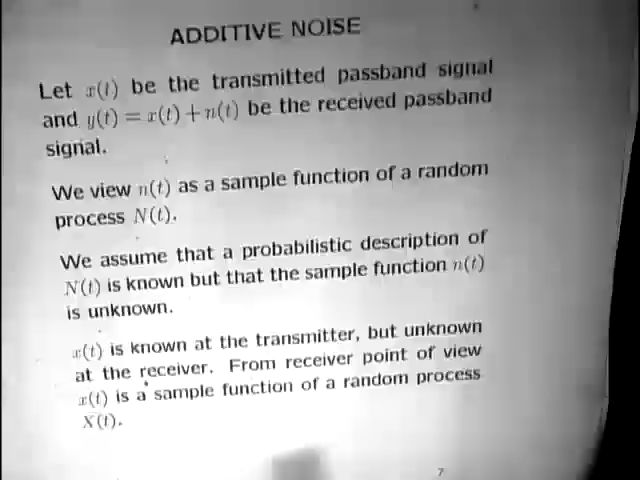 ADDITIVE NOISE
Let x(t) be the transmitted passband signal
and y(t) = x(t) + n(t) be the received passband
signal.
We view n(t) as a sample function of a random
process N(t).
We assume that a probabilistic description of
N(t) is known but that the sample function n(t)
is unknown.
x(t) is known at the transmitter, but unknown
at the receiver. From receiver point of view
x(t) is a sample function of a random process
X(t).
7